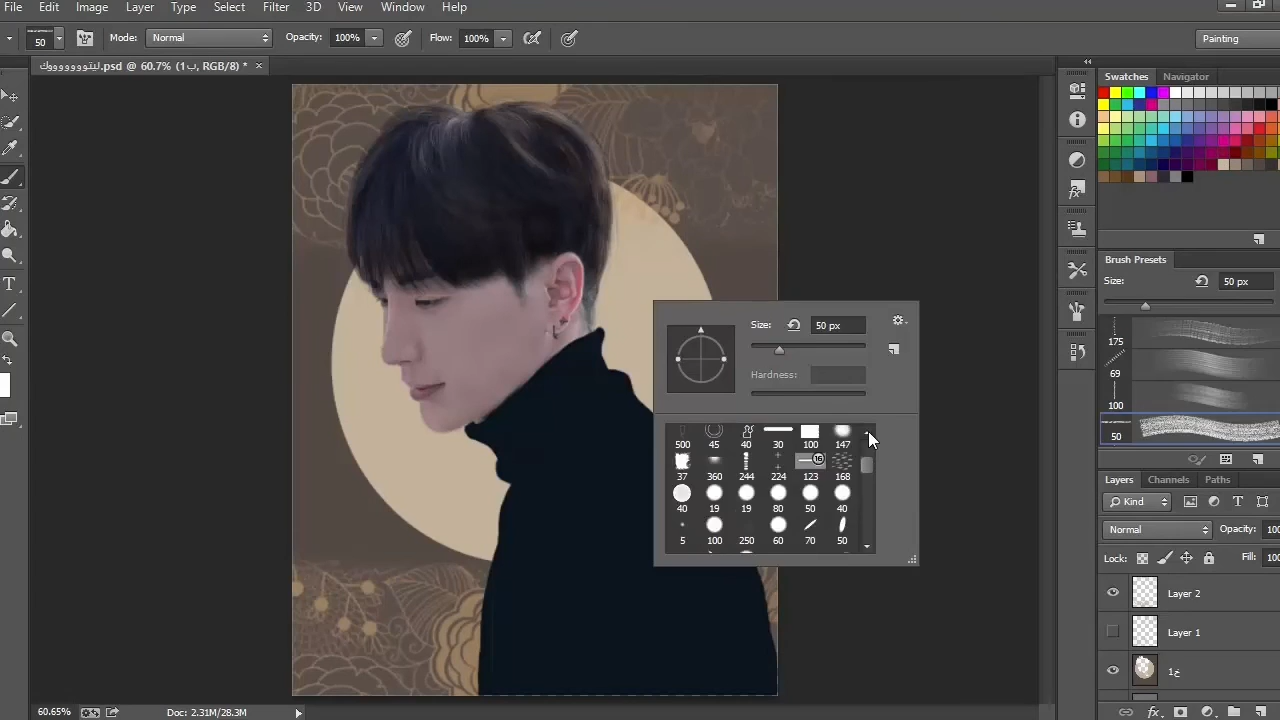 File Edit Image Layer Type Select Filter 3D View Window Help
50 Mode: Normal Opacity: 100% Flow: 100% Painting
ليتوووووووك.psd @ 60.7% (ب1, RGB/8) * ×
Swatches Navigator
Brush Presets
Size: 50 px
175
69
100
50
Size: 50 px
Hardness:
500 45 40 30 100 147
16
37 360 244 224 123 168
40 19 19 80 50 40
5 100 250 60 70 50
Layers Channels Paths
Kind
Normal Opacity: 100
Lock: Fill: 100
Layer 2
Layer 1
خ1
60.65% Doc: 2.31M/28.3M